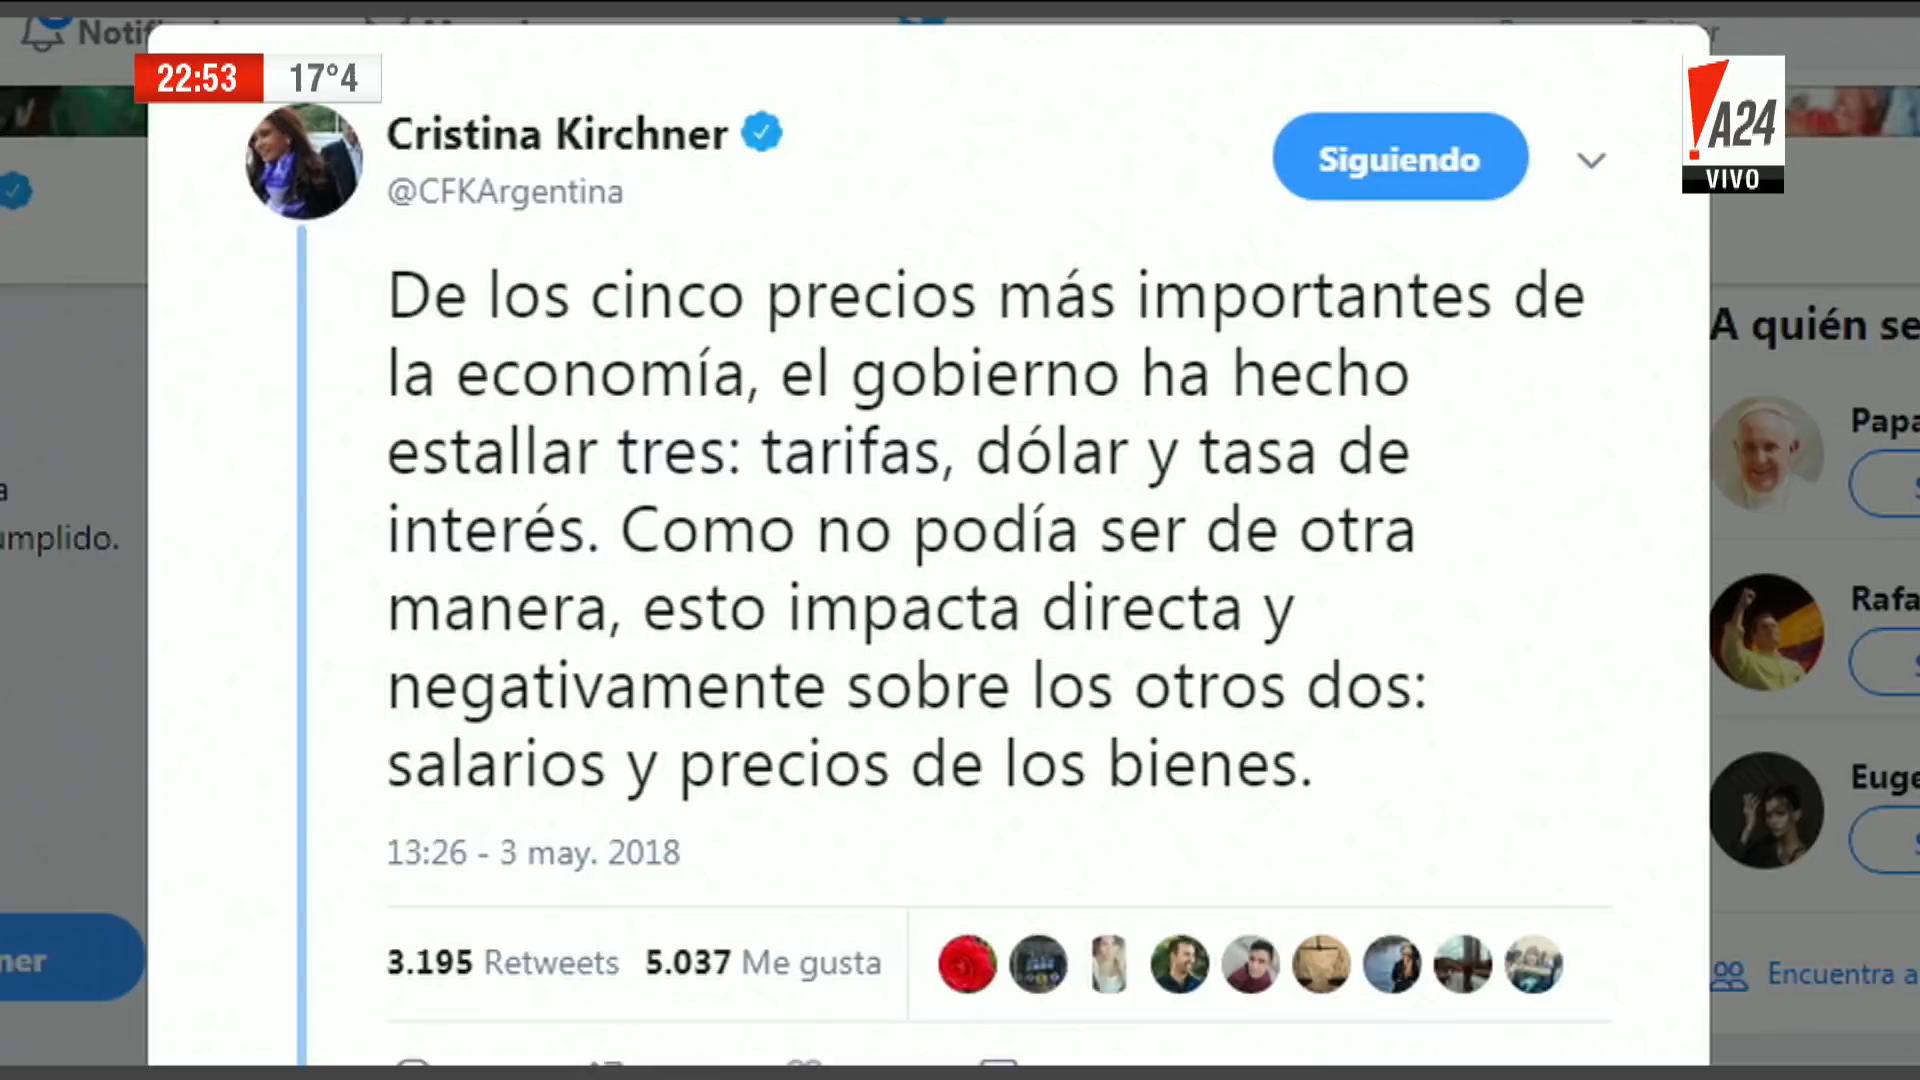 Notif
22:53
17°4
A24
VIVO
Cristina Kirchner
@CFKArgentina
Siguiendo
De los cinco precios más importantes de
la economía, el gobierno ha hecho
estallar tres: tarifas, dólar y tasa de
interés. Como no podía ser de otra
manera, esto impacta directa y
negativamente sobre los otros dos:
salarios y precios de los bienes.
13:26 - 3 may. 2018
3.195 Retweets 5.037 Me gusta
umplido.
ner
A quién se
Papa
Rafa
Euge
Encuentra a